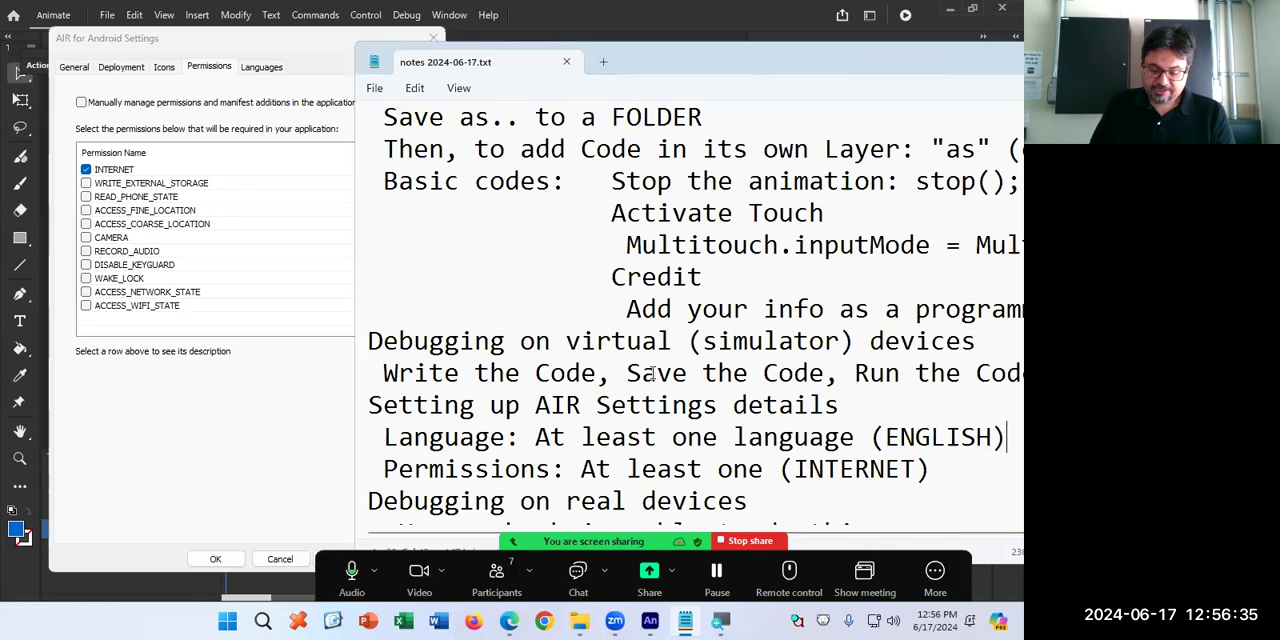 Animate File Edit View Insert Modify Text Commands Control Debug Window Help
AIR for Android Settings
General Deployment Icons Permissions Languages
Manually manage permissions and manifest additions in the application
Select the permissions below that will be required in your application:
Permission Name
INTERNET
WRITE_EXTERNAL_STORAGE
READ_PHONE_STATE
ACCESS_FINE_LOCATION
ACCESS_COARSE_LOCATION
CAMERA
RECORD_AUDIO
DISABLE_KEYGUARD
WAKE_LOCK
ACCESS_NETWORK_STATE
ACCESS_WIFI_STATE
Select a row above to see its description
OK Cancel
notes 2024-06-17.txt
File Edit View
Save as.. to a FOLDER
Then, to add Code in its own Layer: "as" (
Basic codes: Stop the animation: stop();
Activate Touch
Multitouch.inputMode = Mul
Credit
Add your info as a program
Debugging on virtual (simulator) devices
Write the Code, Save the Code, Run the Cod
Setting up AIR Settings details
Language: At least one language (ENGLISH)
Permissions: At least one (INTERNET)
Debugging on real devices
You are screen sharing Stop share
Audio Video Participants 7 Chat Share Pause Remote control Show meeting More
12:56 PM
6/17/2024
2024-06-17 12:56:35